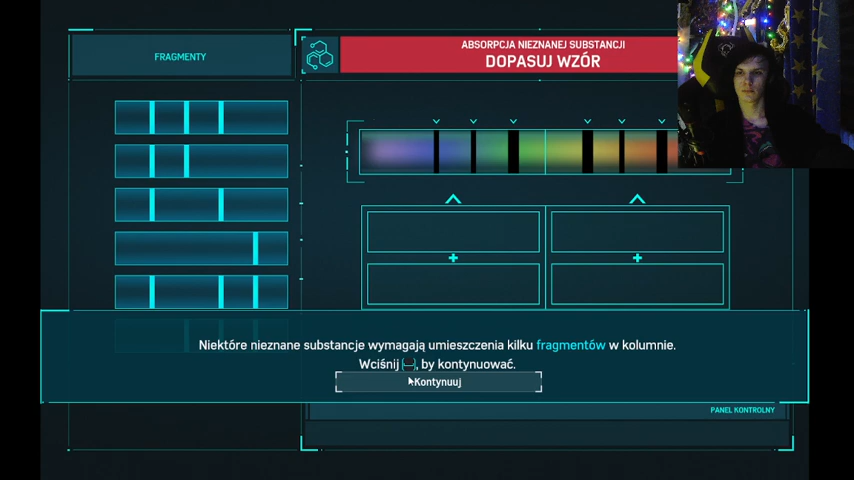 FRAGMENTY
ABSORPCJA NIEZNANEJ SUBSTANCJI
DOPASUJ WZÓR
Niektóre nieznane substancje wymagają umieszczenia kilku fragmentów w kolumnie.
Wciśnij , by kontynuować.
Kontynuuj
PANEL KONTROLNY